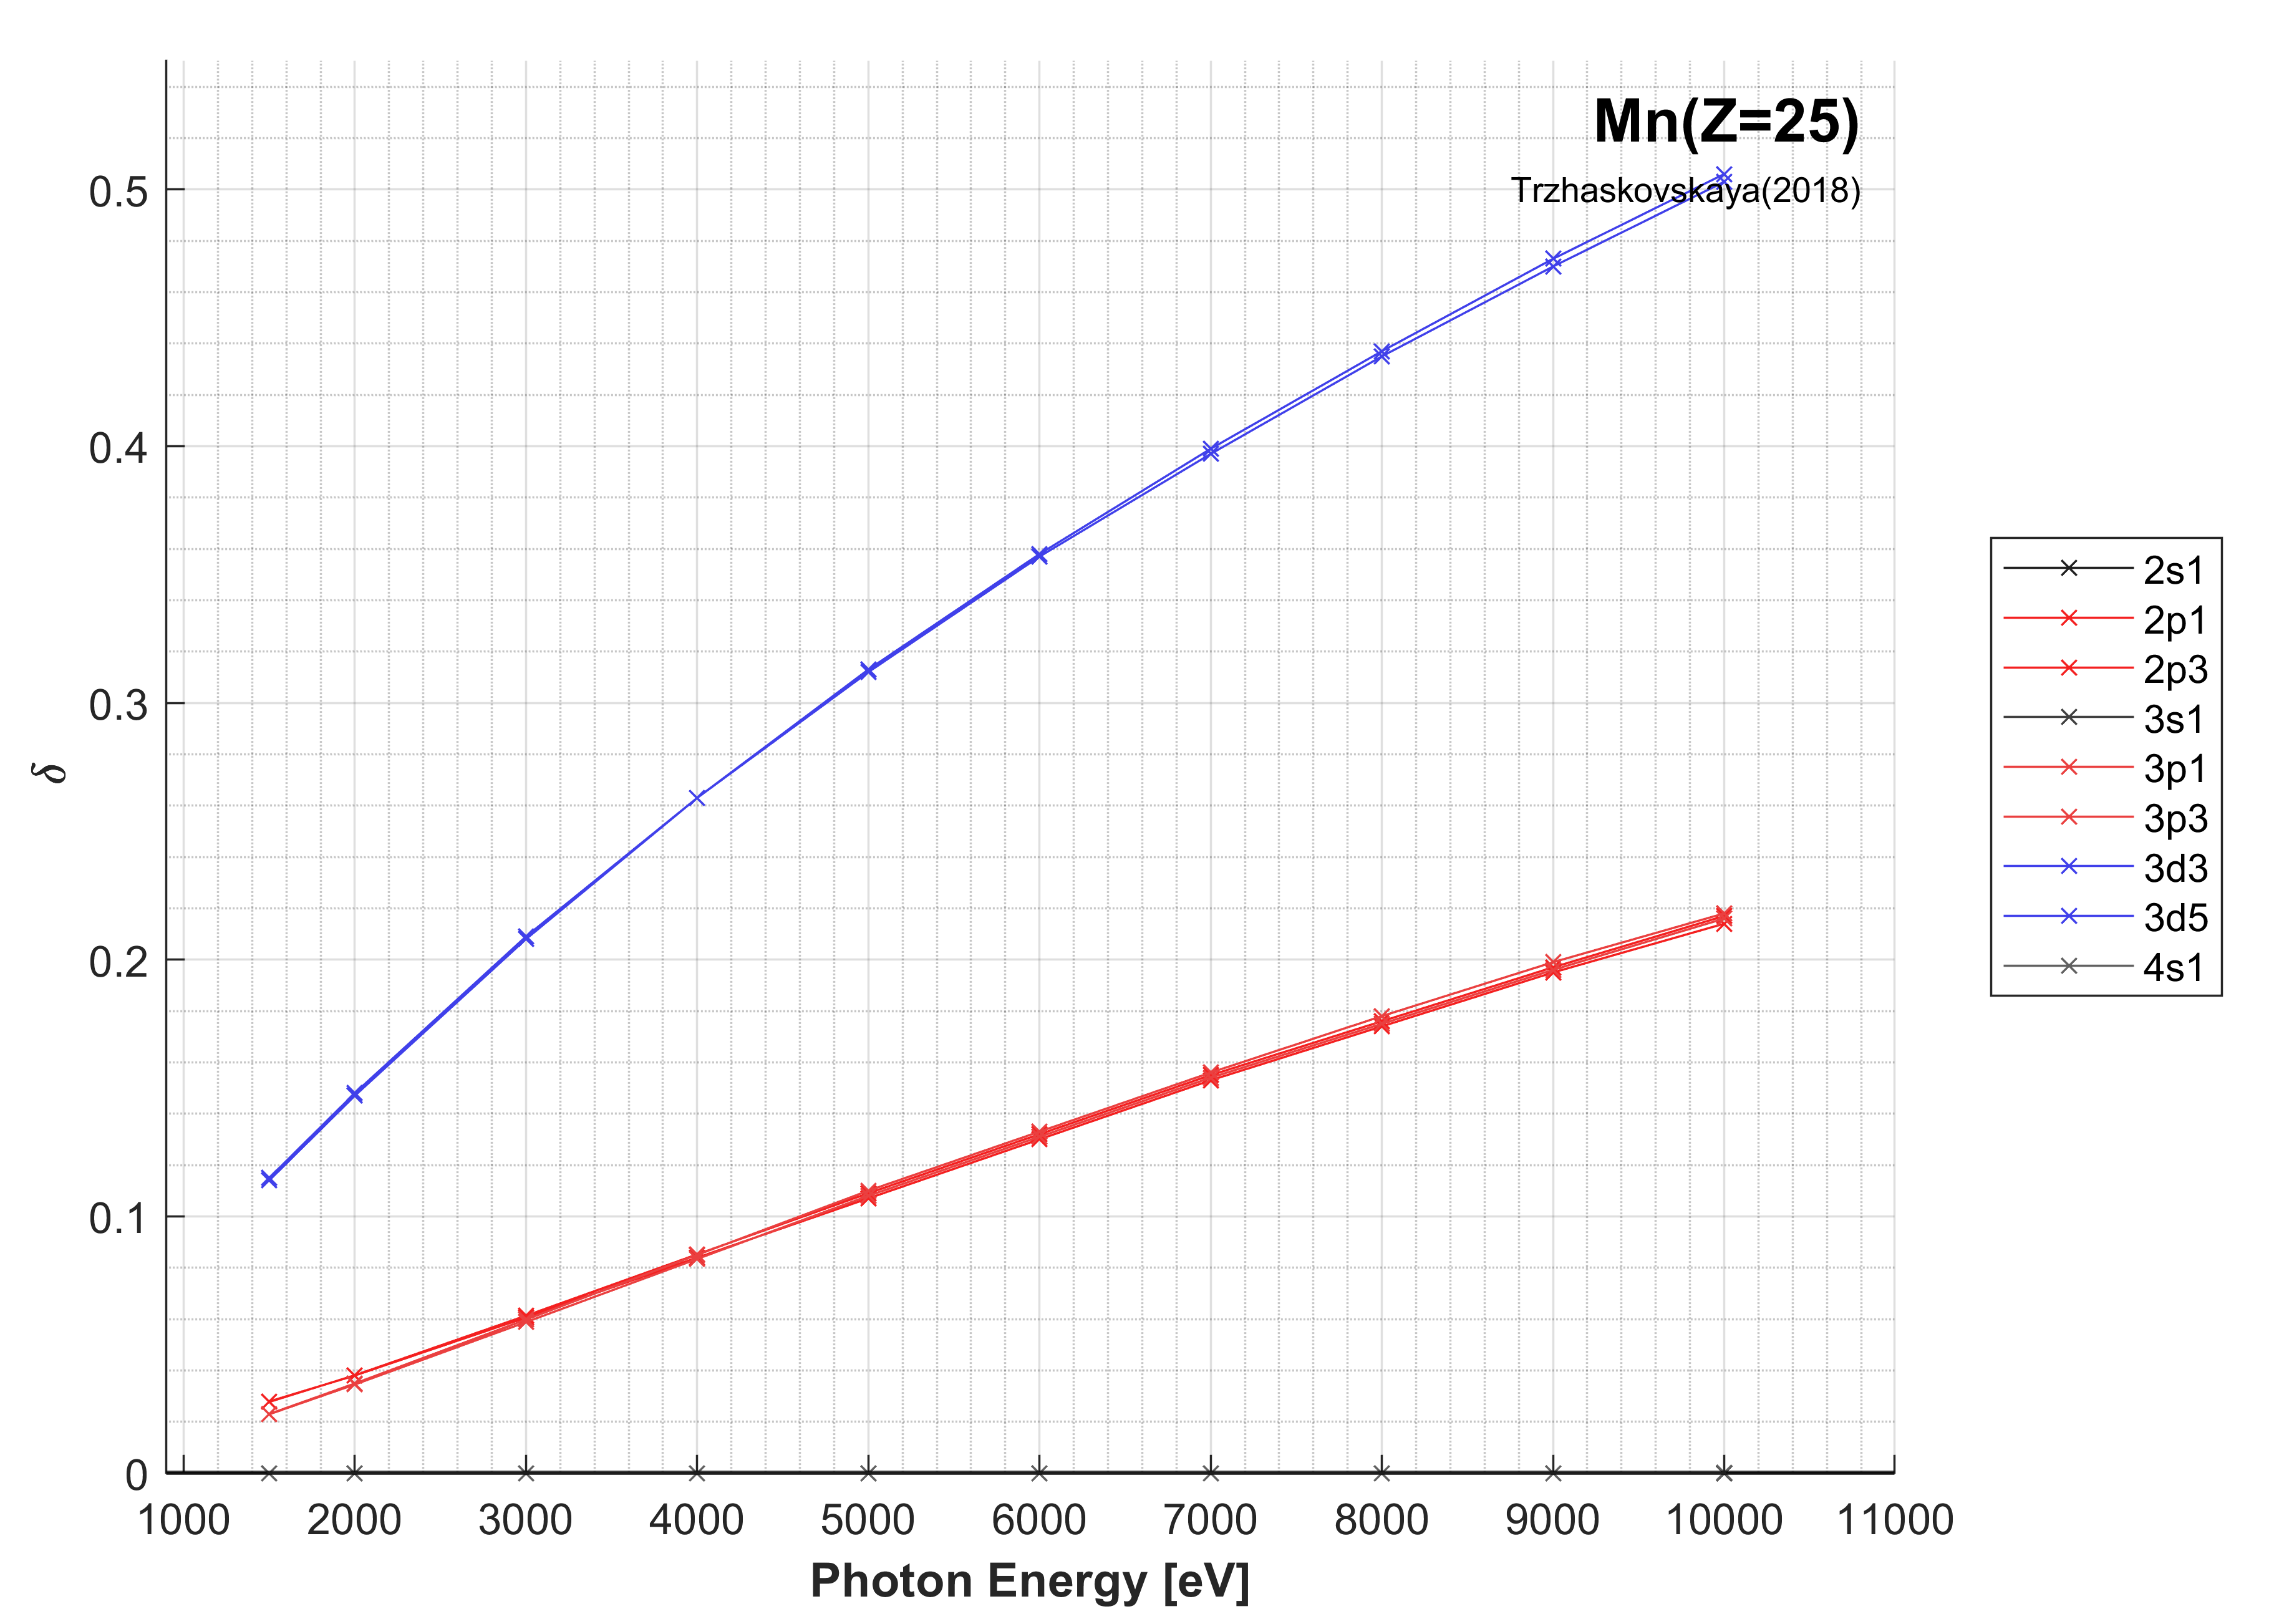 Mn(Z=25)
Trzhaskovskaya(2018)
0.5
0.4
0.3
0.2
0.1
0
δ
1000 2000 3000 4000 5000 6000 7000 8000 9000 10000 11000
Photon Energy [eV]
2s1
2p1
2p3
3s1
3p1
3p3
3d3
3d5
4s1